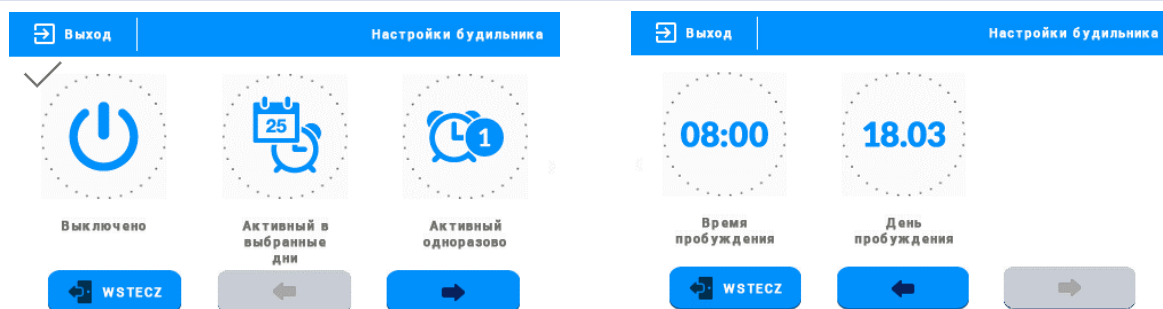 Выход
Настройки будильника
25
1
Выключено
Активный в
выбранные
дни
Активный
одноразово
WSTECZ
Выход
Настройки будильника
08:00
18.03
Время
пробуждения
День
пробуждения
WSTECZ